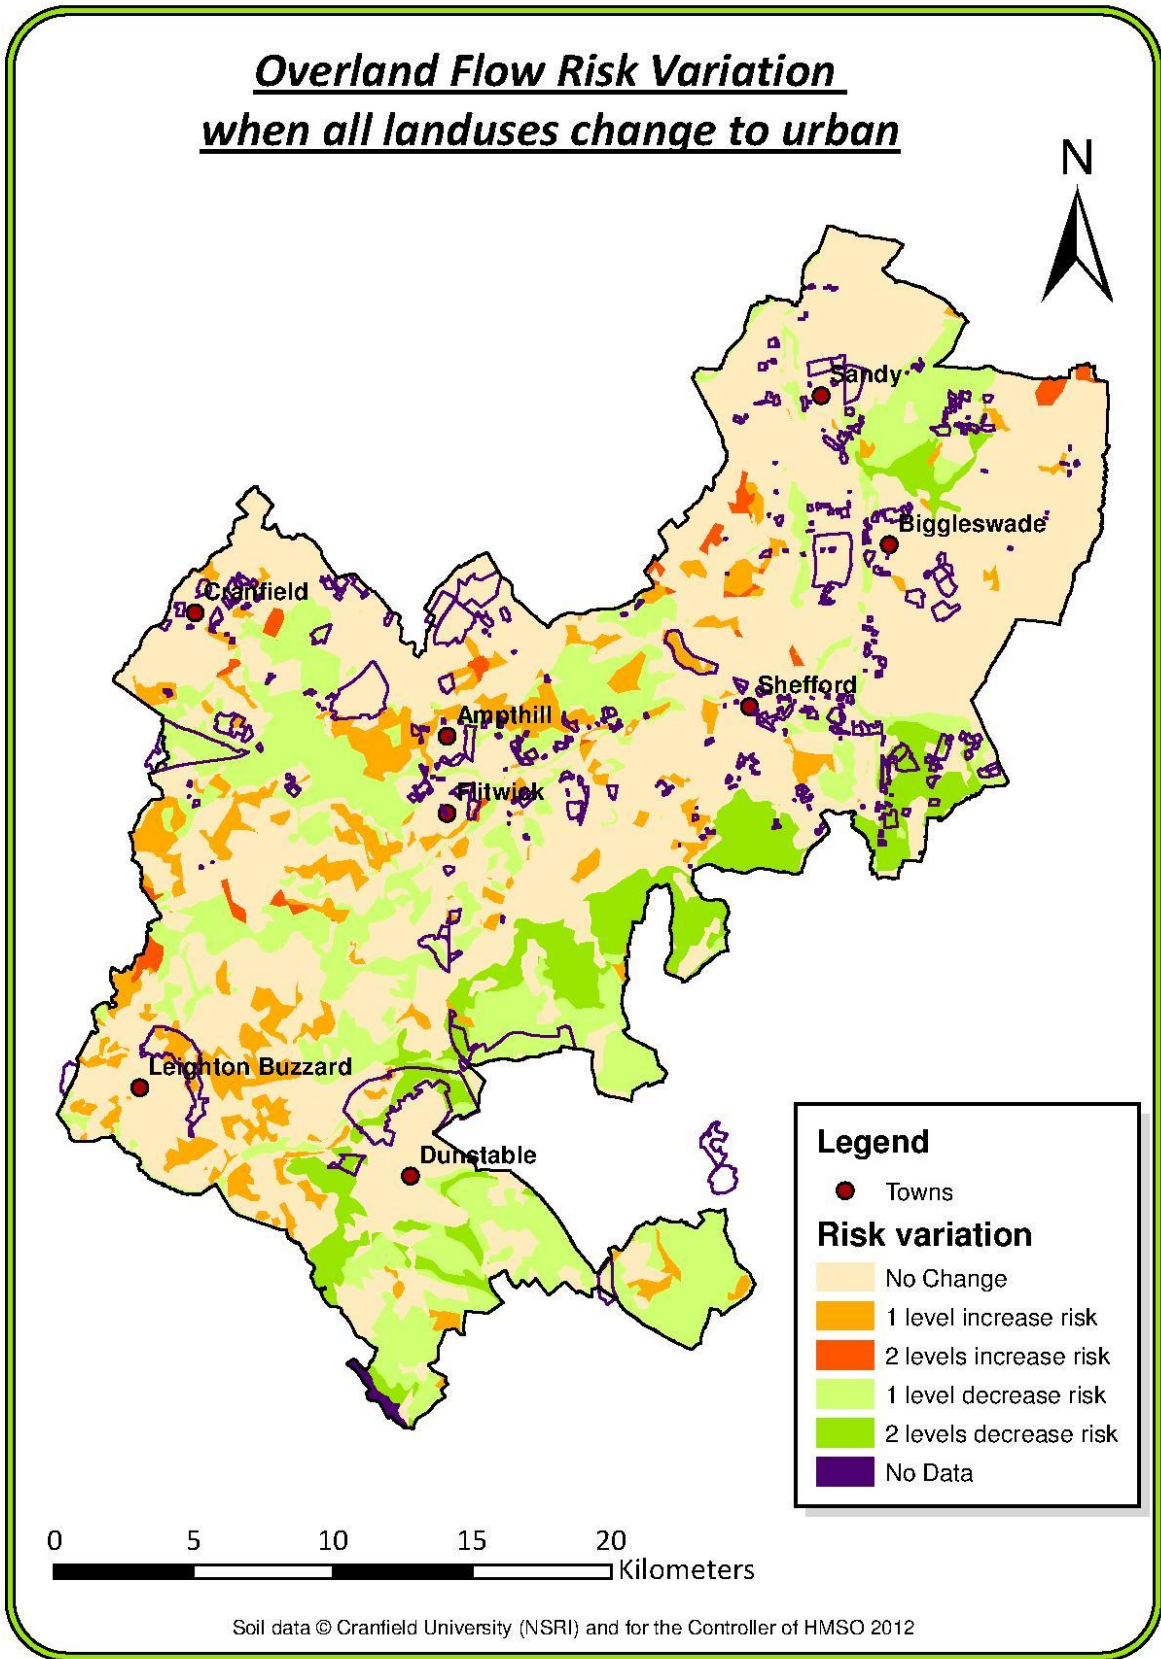 Overland Flow Risk Variation
when all landuses change to urban
N
Sandy
Biggleswade
Cranfield
Shefford
Ampthill
Flitwick
Leighton Buzzard
Dunstable
Legend
Towns
Risk variation
No Change
1 level increase risk
2 levels increase risk
1 level decrease risk
2 levels decrease risk
No Data
0 5 10 15 20
Kilometers
Soil data © Cranfield University (NSRI) and for the Controller of HMSO 2012